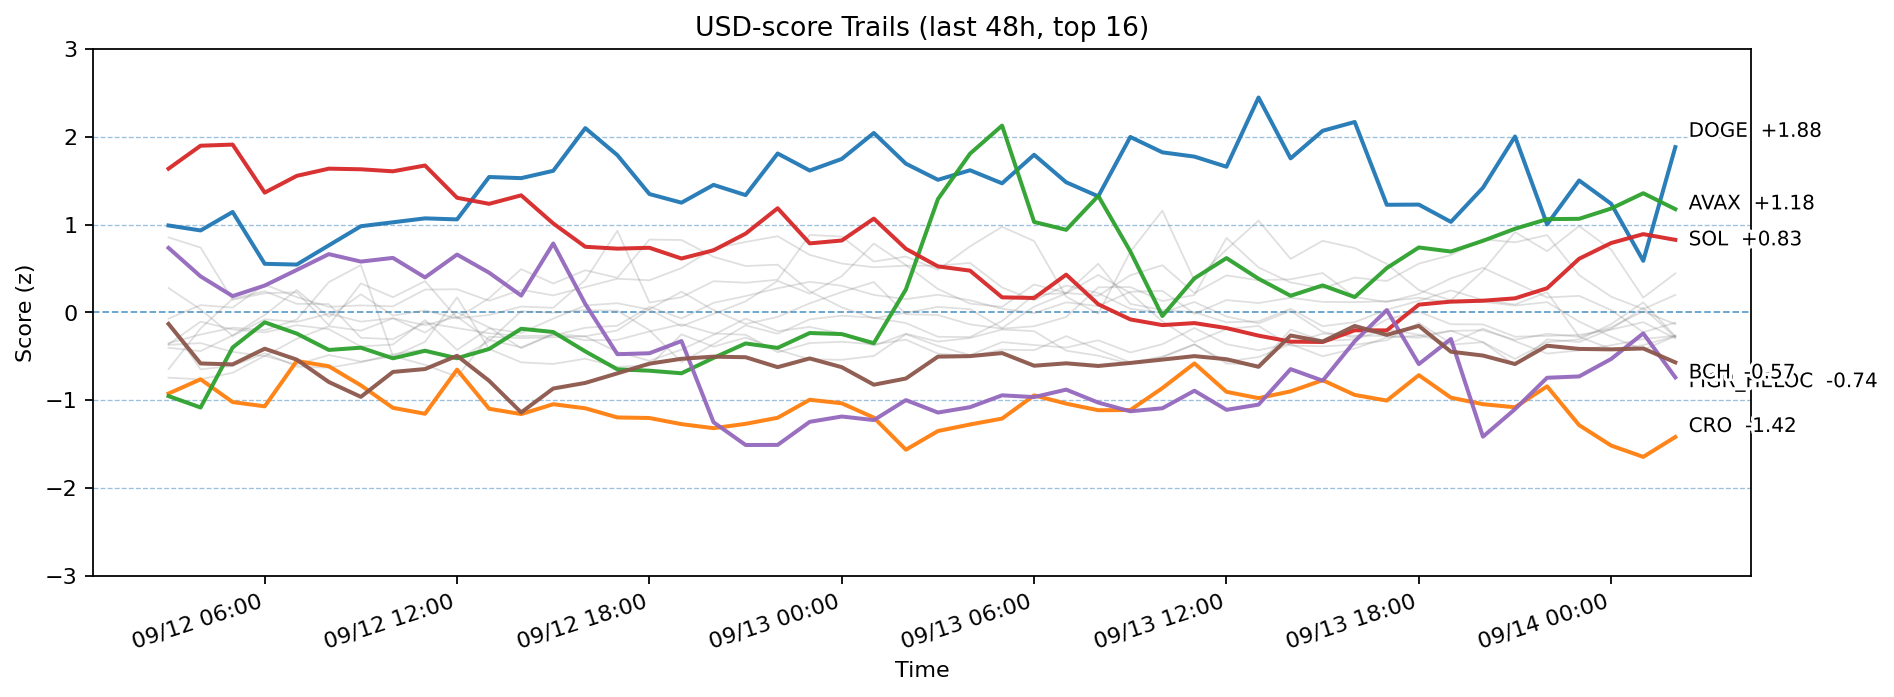 USD-score Trails (last 48h, top 16)
Score (z)
3
2
1
0
−1
−2
−3
DOGE +1.88
AVAX +1.18
SOL +0.83
BCH -0.57
-0.74
CRO -1.42
09/12 06:00
09/12 12:00
09/12 18:00
09/13 00:00
09/13 06:00
09/13 12:00
09/13 18:00
09/14 00:00
Time